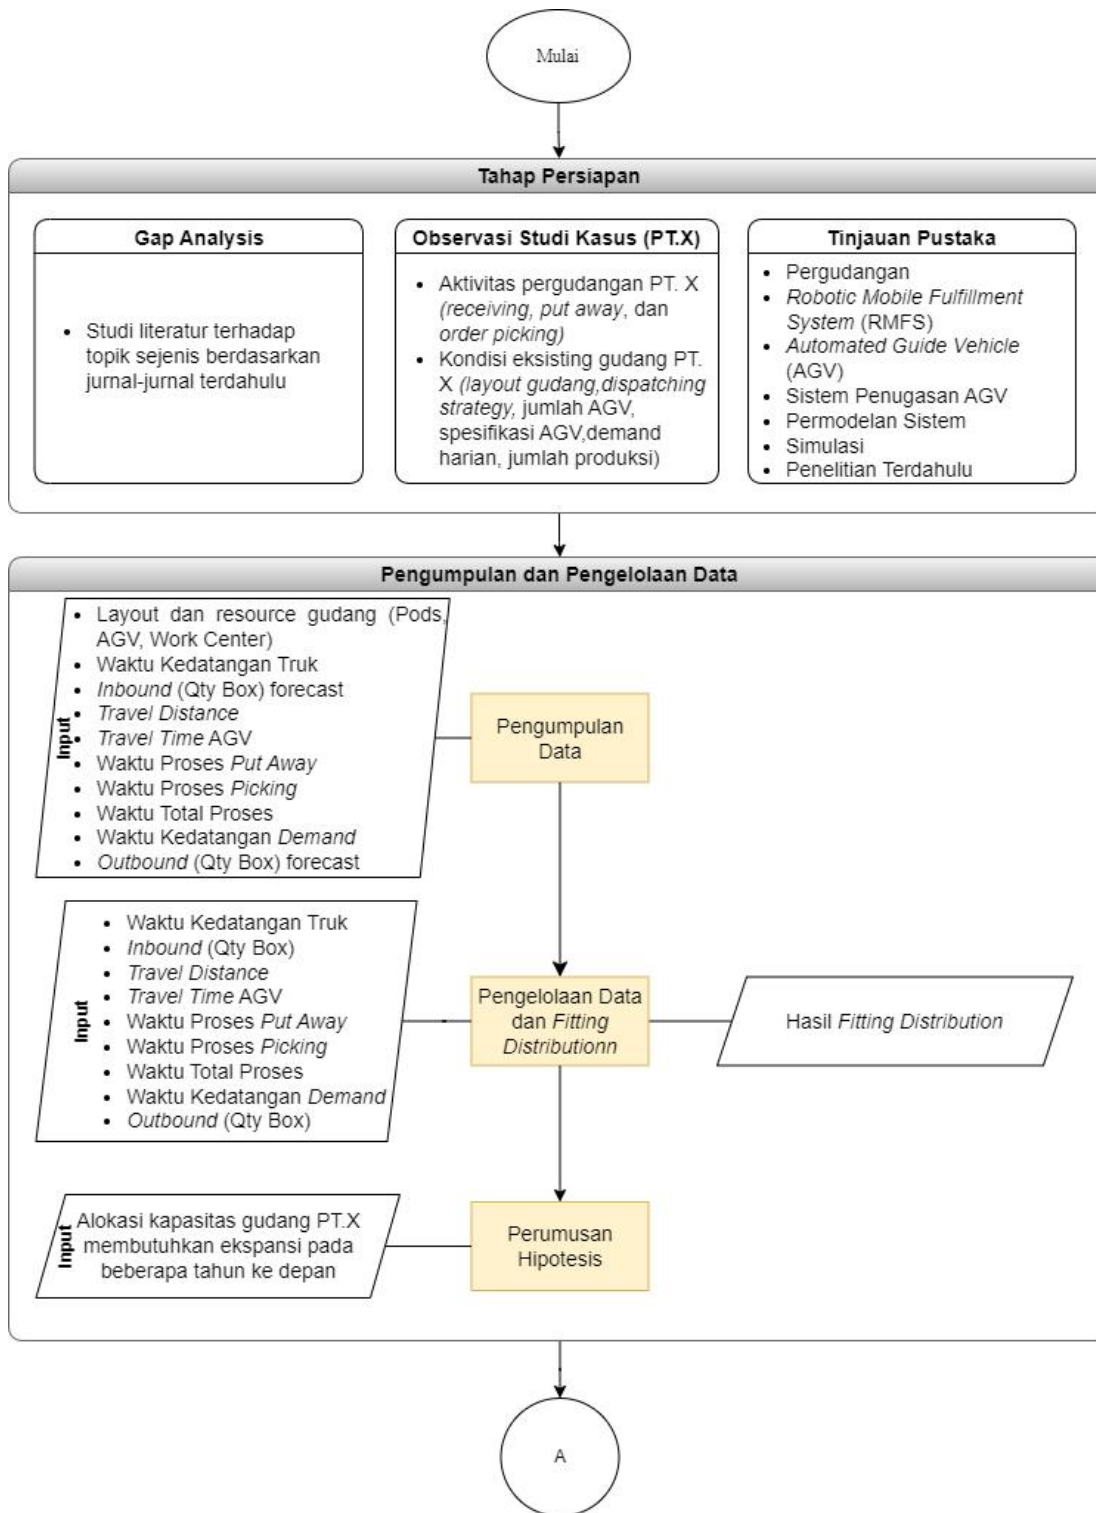 Mulai
Tahap Persiapan
Gap Analysis
• Studi literatur terhadap
topik sejenis berdasarkan
jurnal-jurnal terdahulu
Observasi Studi Kasus (PT.X)
• Aktivitas pergudangan PT. X
(receiving, put away, dan
order picking)
• Kondisi eksisting gudang PT.
X (layout gudang,dispatching
strategy, jumlah AGV,
spesifikasi AGV,demand
harian, jumlah produksi)
Tinjauan Pustaka
• Pergudangan
• Robotic Mobile Fulfillment
System (RMFS)
• Automated Guide Vehicle
(AGV)
• Sistem Penugasan AGV
• Permodelan Sistem
• Simulasi
• Penelitian Terdahulu
Pengumpulan dan Pengelolaan Data
Input
• Layout dan resource gudang (Pods,
AGV, Work Center)
• Waktu Kedatangan Truk
• Inbound (Qty Box) forecast
• Travel Distance
• Travel Time AGV
• Waktu Proses Put Away
• Waktu Proses Picking
• Waktu Total Proses
• Waktu Kedatangan Demand
• Outbound (Qty Box) forecast
Pengumpulan
Data
Input
• Waktu Kedatangan Truk
• Inbound (Qty Box)
• Travel Distance
• Travel Time AGV
• Waktu Proses Put Away
• Waktu Proses Picking
• Waktu Total Proses
• Waktu Kedatangan Demand
• Outbound (Qty Box)
Pengelolaan Data
dan Fitting
Distributionn
Hasil Fitting Distribution
Input
Alokasi kapasitas gudang PT.X
membutuhkan ekspansi pada
beberapa tahun ke depan
Perumusan
Hipotesis
A